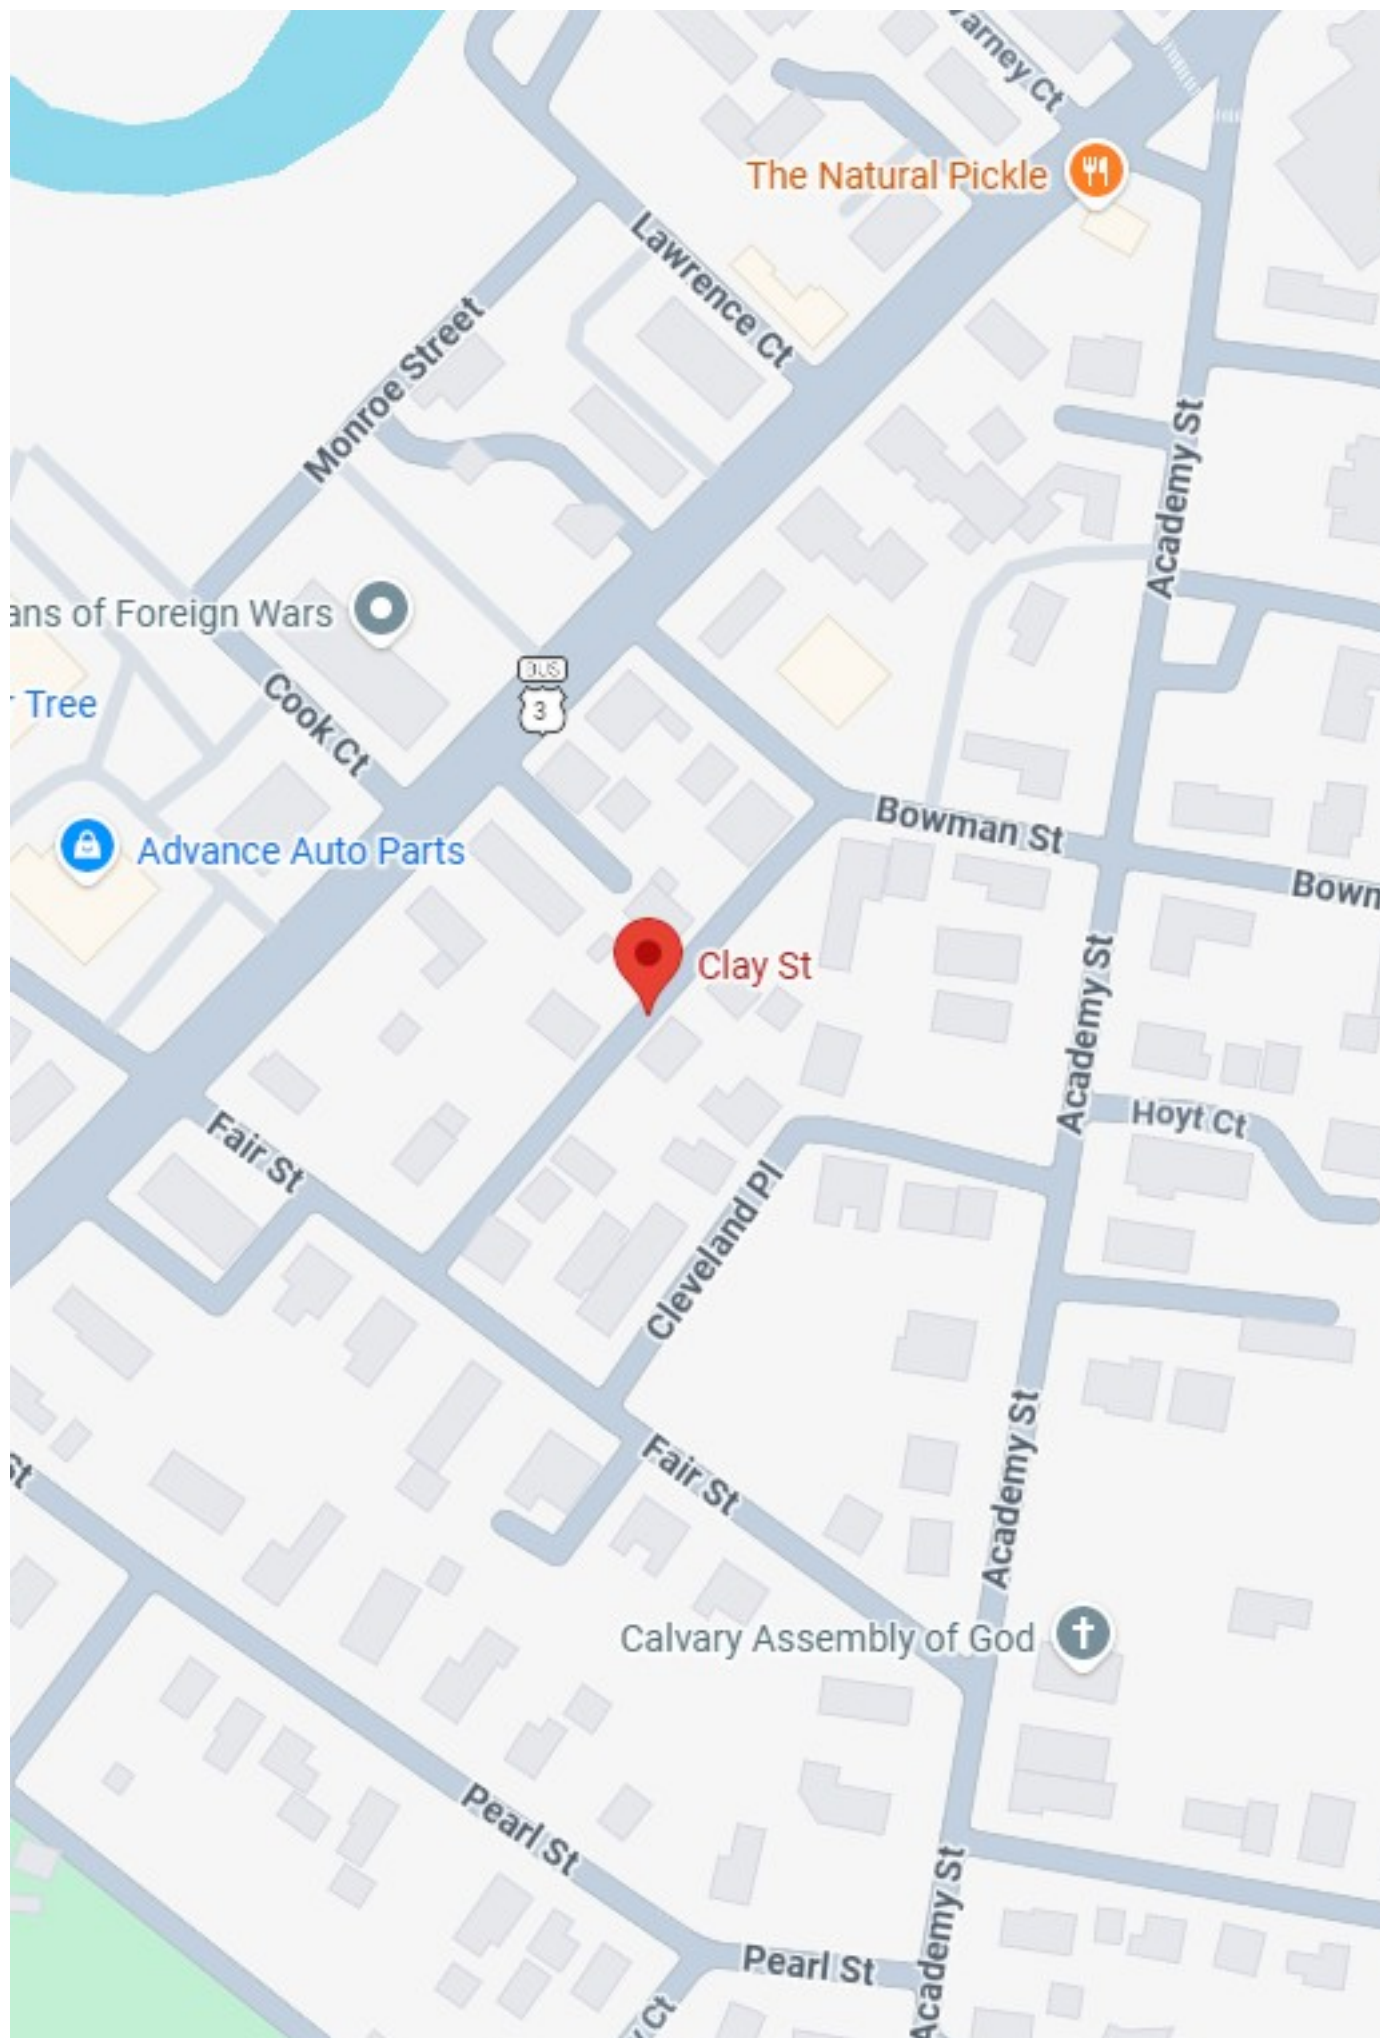 Varney Ct
The Natural Pickle
Lawrence Ct
Monroe Street
Academy St
ans of Foreign Wars
BUS
3
Tree
Cook Ct
Bowman St
Advance Auto Parts
Bown
Clay St
Academy St
Hoyt Ct
Fair St
Cleveland Pl
Academy St
Fair St
St
Calvary Assembly of God
Pearl St
Academy St
Pearl St
Ct